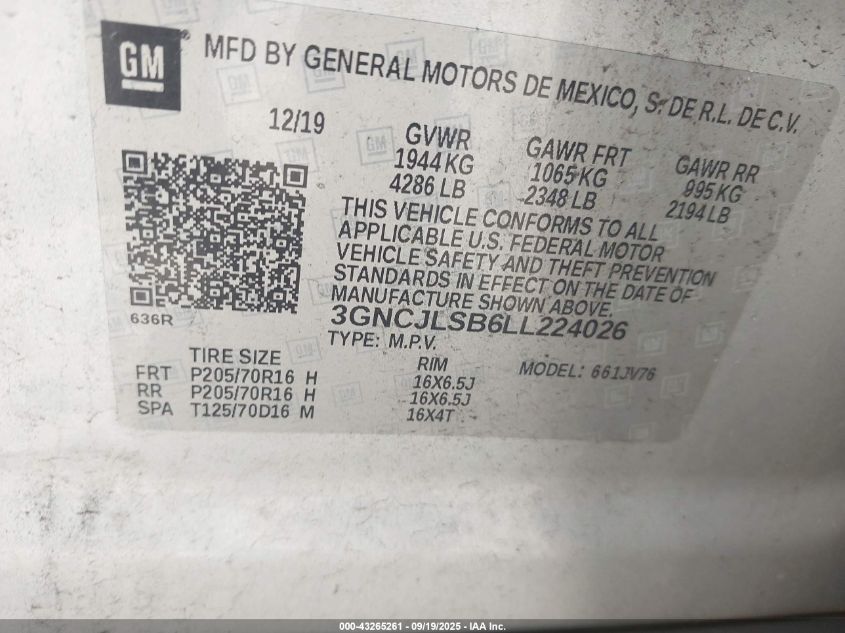 GM
MFD BY GENERAL MOTORS DE MEXICO, S. DE R.L. DE C.V.
12/19
GVWR
1944 KG
4286 LB
GAWR FRT
1065 KG
2348 LB
GAWR RR
995 KG
2194 LB
THIS VEHICLE CONFORMS TO ALL
APPLICABLE U.S. FEDERAL MOTOR
VEHICLE SAFETY AND THEFT PREVENTION
STANDARDS IN EFFECT ON THE DATE OF
MANUFACTURE SHOWN ABOVE.
636R
3GNCJLSB6LL224026
TYPE: M.P.V.
MODEL: 661JV76
TIRE SIZE RIM
FRT P205/70R16 H 16X6.5J
RR P205/70R16 H 16X6.5J
SPA T125/70D16 M 16X4T
000-43265261 - 09/19/2025 - IAA Inc.